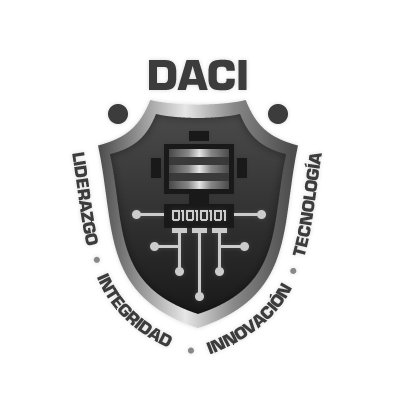 DACI
01010101
LIDERAZGO • INTEGRIDAD • INNOVACIÓN • TECNOLOGÍA